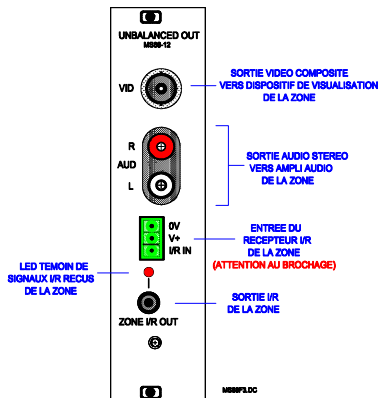 UNBALANCED OUT
MS88-12
VID
SORTIE VIDEO COMPOSITE
VERS DISPOSITIF DE VISUALISATION
DE LA ZONE
R
AUD
L
SORTIE AUDIO STEREO
VERS AMPLI AUDIO
DE LA ZONE
0V
V+
I/R IN
ENTREE DU
RECEPTEUR I/R
DE LA ZONE
(ATTENTION AU BROCHAGE)
LED TEMOIN DE
SIGNAUX I/R RECUS
DE LA ZONE
SORTIE I/R
DE LA ZONE
ZONE I/R OUT
MS88F3.DC